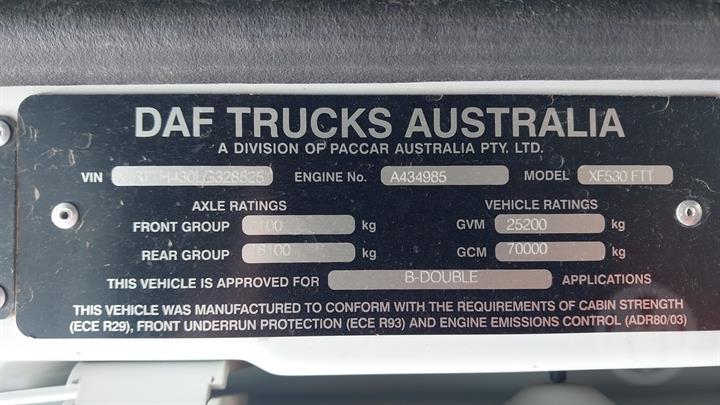 DAF TRUCKS AUSTRALIA
A DIVISION OF PACCAR AUSTRALIA PTY. LTD.
VIN ENGINE No. A434985 MODEL XF530 FTT
AXLE RATINGS VEHICLE RATINGS
FRONT GROUP kg GVM 25200 kg
REAR GROUP kg GCM 70000 kg
THIS VEHICLE IS APPROVED FOR B-DOUBLE APPLICATIONS
THIS VEHICLE WAS MANUFACTURED TO CONFORM WITH THE REQUIREMENTS OF CABIN STRENGTH
(ECE R29), FRONT UNDERRUN PROTECTION (ECE R93) AND ENGINE EMISSIONS CONTROL (ADR80/03)